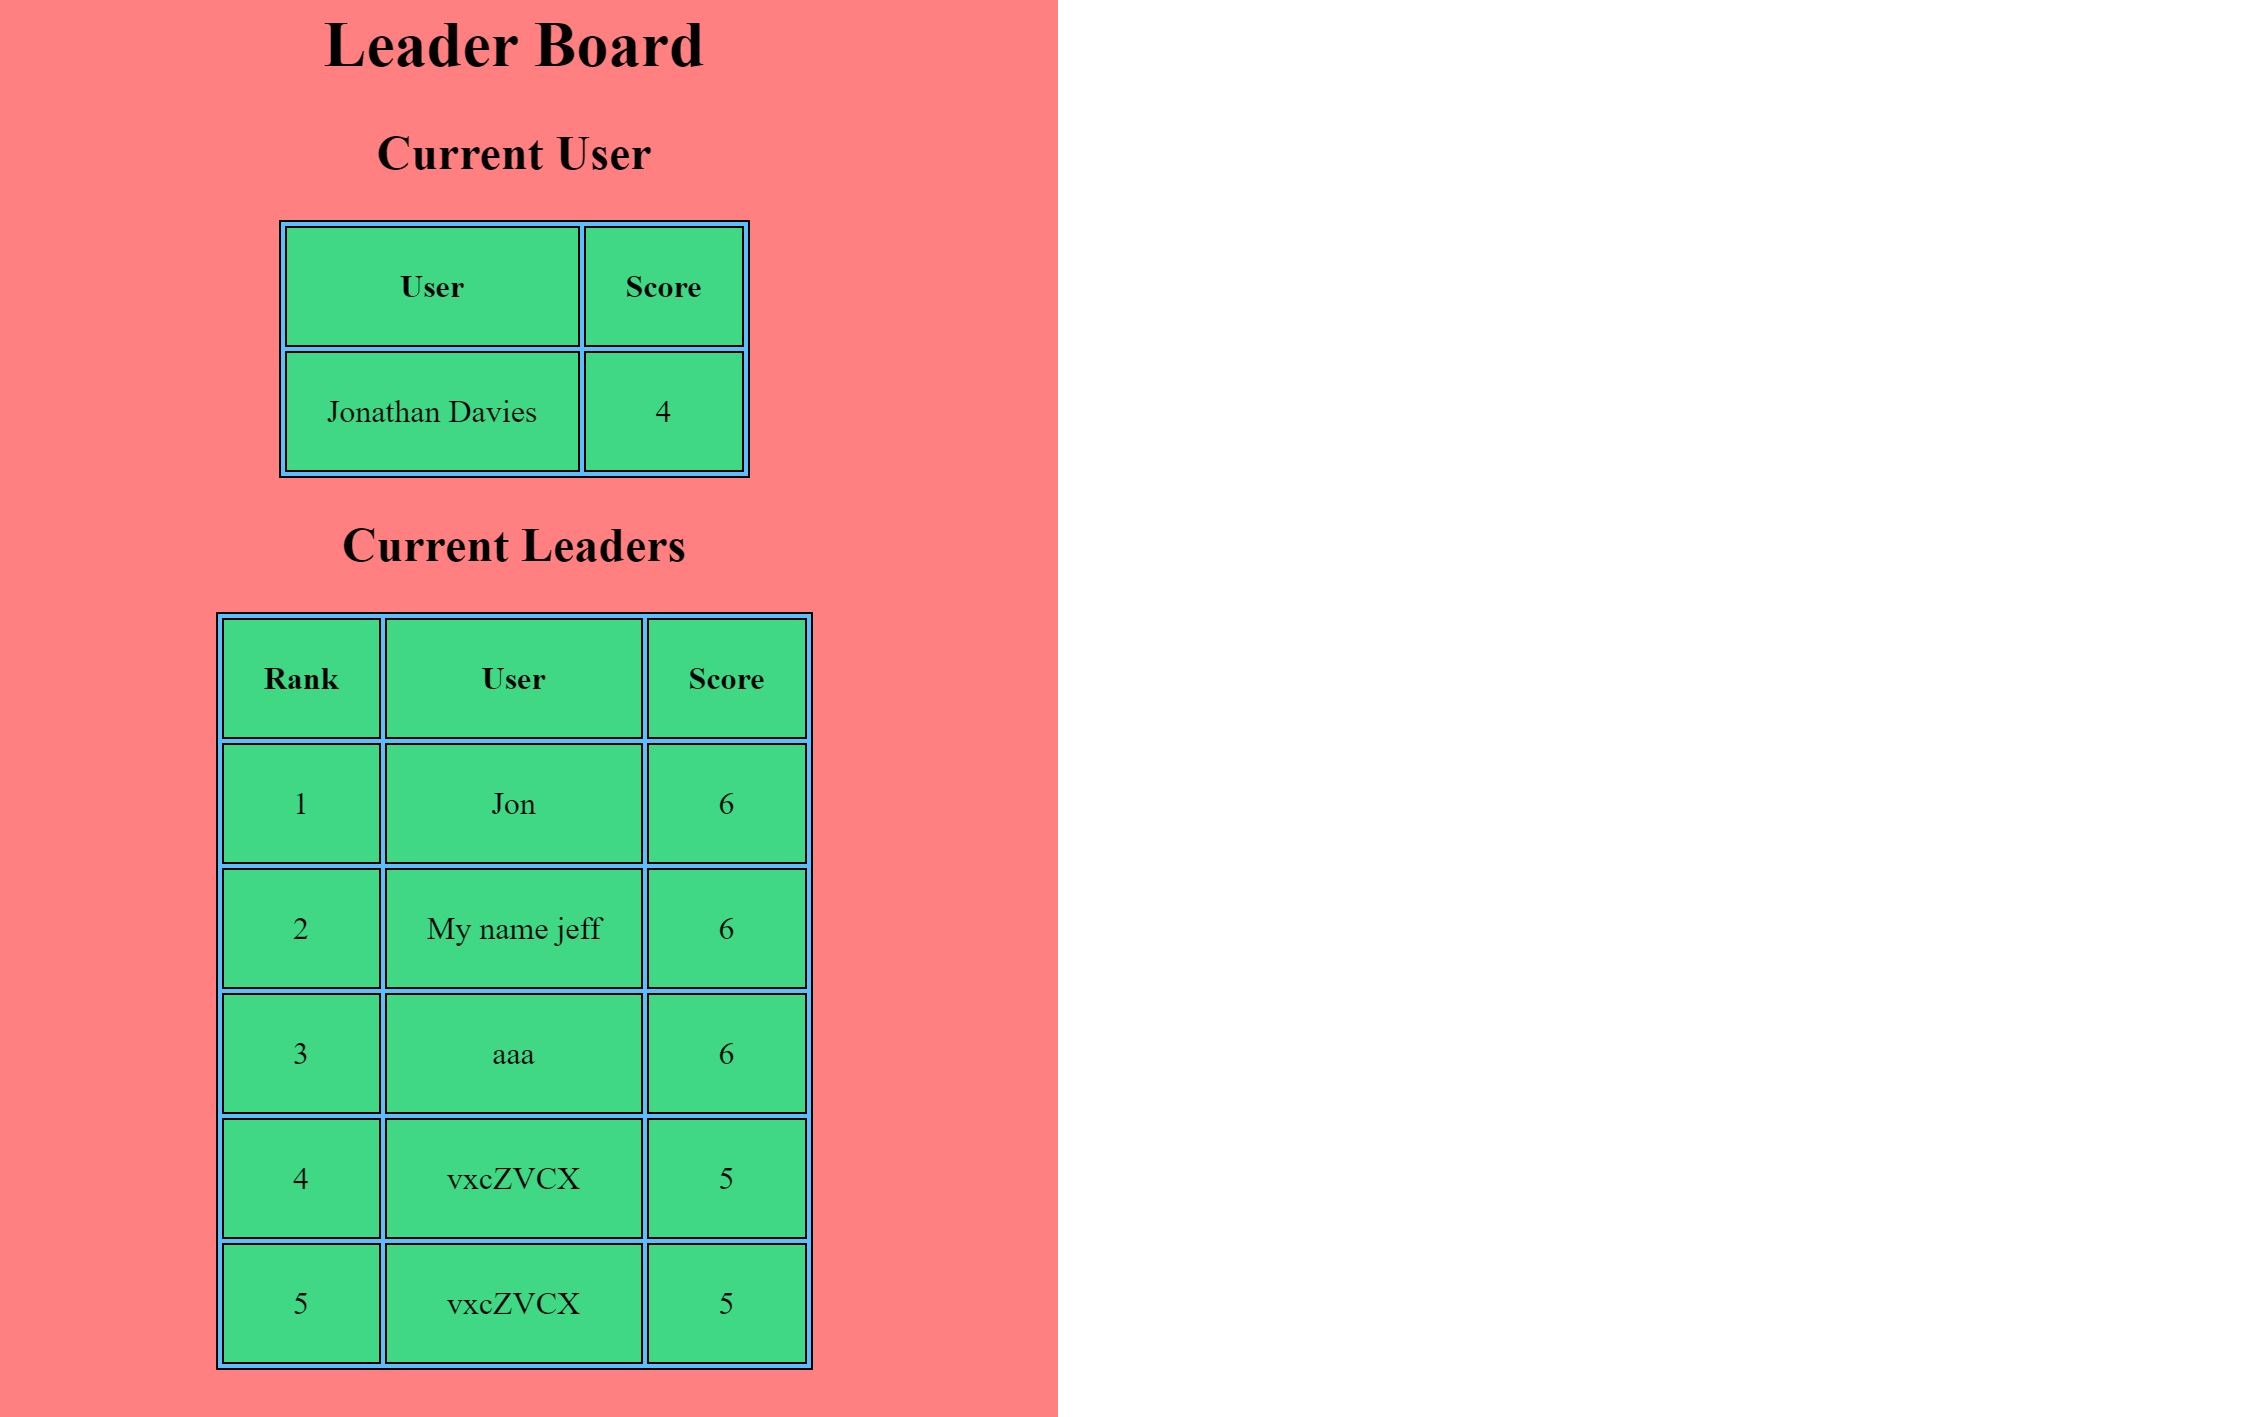 Leader Board
Current User
User Score
Jonathan Davies 4
Current Leaders
Rank User Score
1 Jon 6
2 My name jeff 6
3 aaa 6
4 vxcZVCX 5
5 vxcZVCX 5